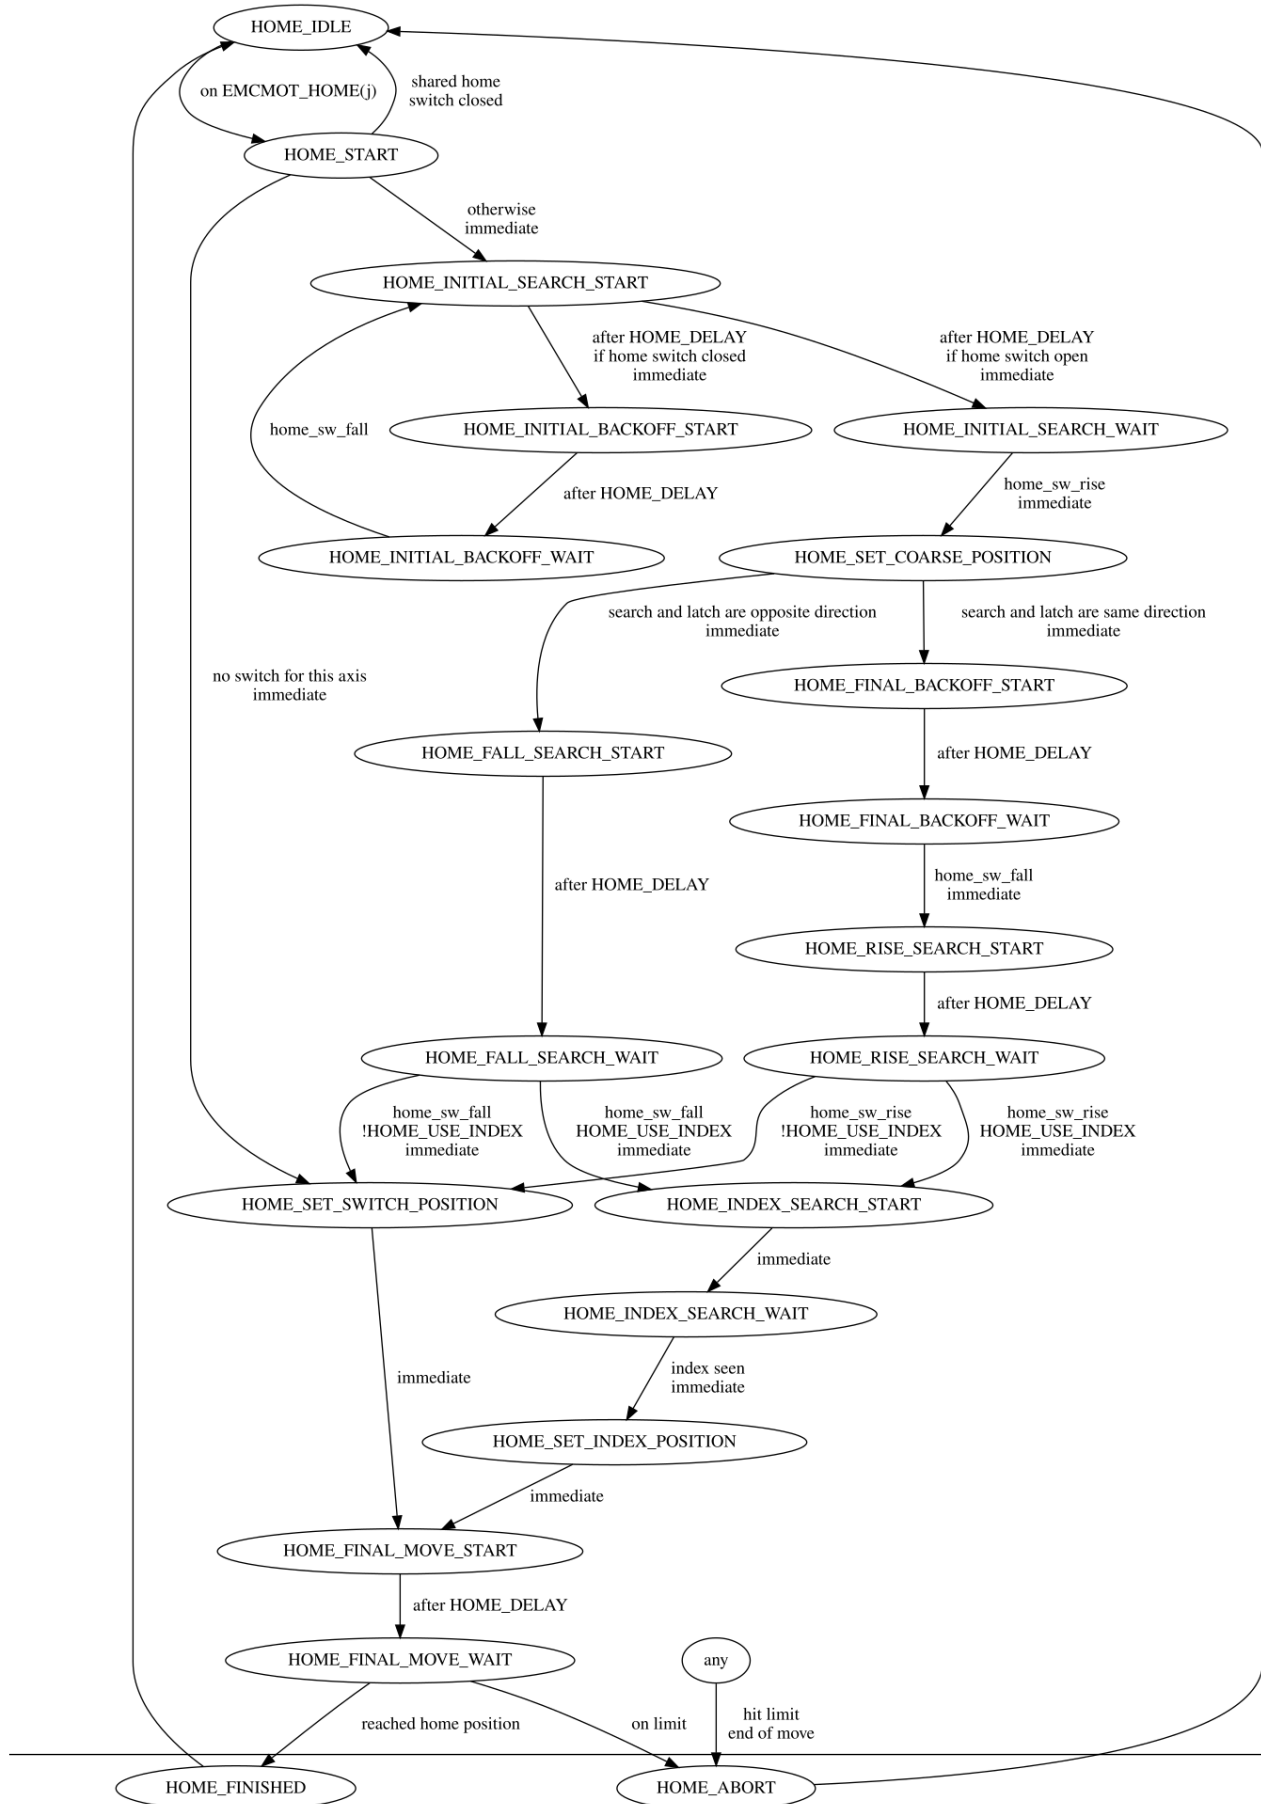 HOME_IDLE
on EMCMOT_HOME(j)
shared home
switch closed
HOME_START
otherwise
immediate
HOME_INITIAL_SEARCH_START
after HOME_DELAY
if home switch closed
immediate
after HOME_DELAY
if home switch open
immediate
home_sw_fall
HOME_INITIAL_BACKOFF_START
HOME_INITIAL_SEARCH_WAIT
after HOME_DELAY
home_sw_rise
immediate
HOME_INITIAL_BACKOFF_WAIT
HOME_SET_COARSE_POSITION
search and latch are opposite direction
immediate
search and latch are same direction
immediate
no switch for this axis
immediate
HOME_FINAL_BACKOFF_START
HOME_FALL_SEARCH_START
after HOME_DELAY
HOME_FINAL_BACKOFF_WAIT
after HOME_DELAY
home_sw_fall
immediate
HOME_RISE_SEARCH_START
after HOME_DELAY
HOME_FALL_SEARCH_WAIT
HOME_RISE_SEARCH_WAIT
home_sw_fall
!HOME_USE_INDEX
immediate
home_sw_fall
HOME_USE_INDEX
immediate
home_sw_rise
!HOME_USE_INDEX
immediate
home_sw_rise
HOME_USE_INDEX
immediate
HOME_SET_SWITCH_POSITION
HOME_INDEX_SEARCH_START
immediate
HOME_INDEX_SEARCH_WAIT
immediate
index seen
immediate
HOME_SET_INDEX_POSITION
immediate
HOME_FINAL_MOVE_START
after HOME_DELAY
HOME_FINAL_MOVE_WAIT
any
reached home position
on limit
hit limit
end of move
HOME_FINISHED
HOME_ABORT